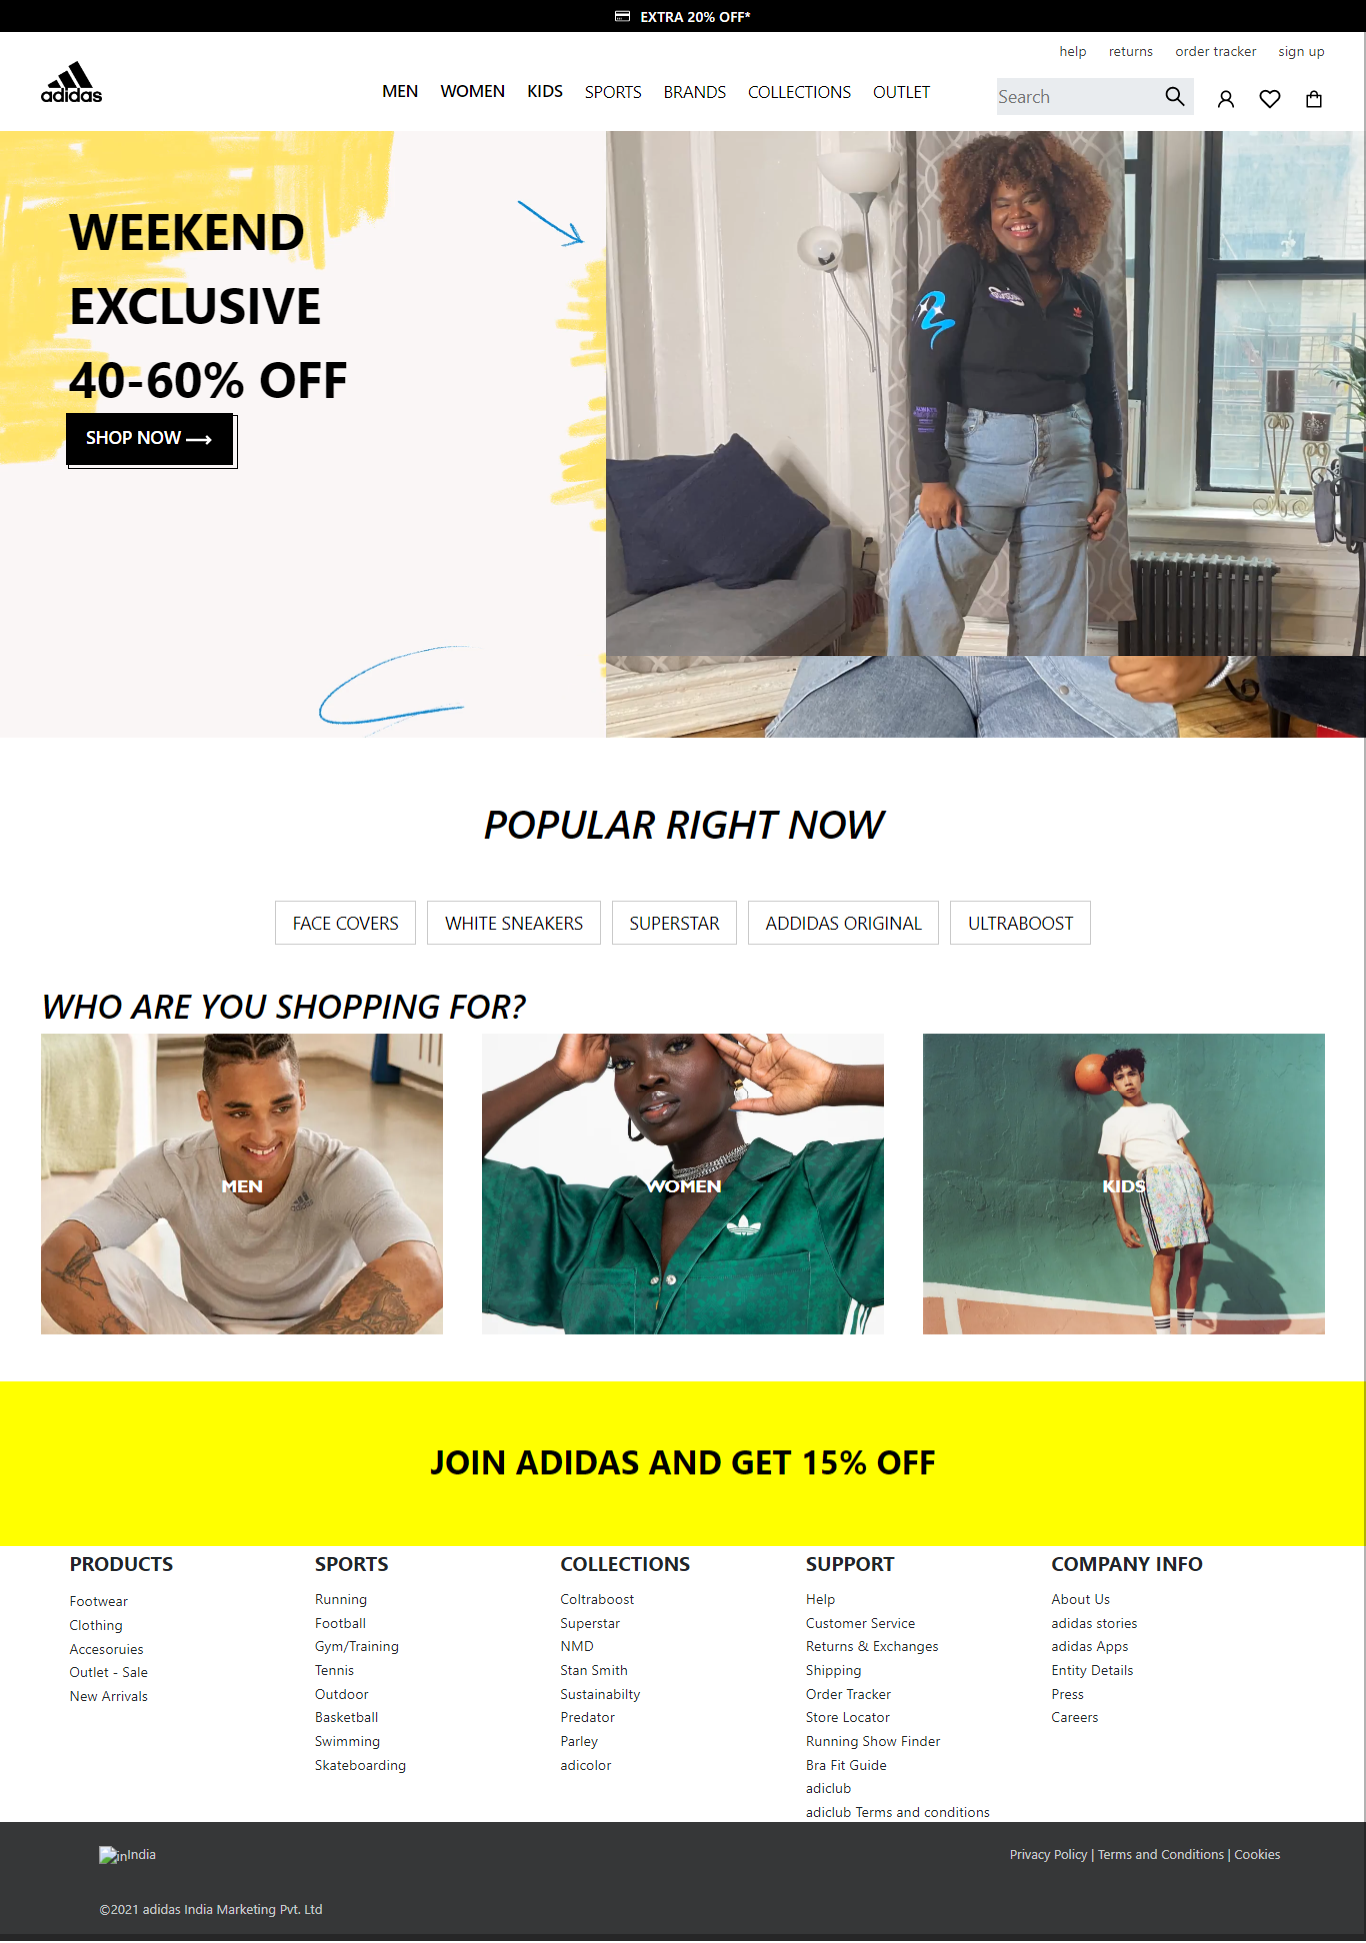 EXTRA 20% OFF*
help returns order tracker sign up
adidas
MEN WOMEN KIDS SPORTS BRANDS COLLECTIONS OUTLET
Search
WEEKEND
EXCLUSIVE
40-60% OFF
SHOP NOW
POPULAR RIGHT NOW
FACE COVERS
WHITE SNEAKERS
SUPERSTAR
ADDIDAS ORIGINAL
ULTRABOOST
WHO ARE YOU SHOPPING FOR?
MEN
WOMEN
KIDS
JOIN ADIDAS AND GET 15% OFF
PRODUCTS
Footwear
Clothing
Accesoruies
Outlet - Sale
New Arrivals
SPORTS
Running
Football
Gym/Training
Tennis
Outdoor
Basketball
Swimming
Skateboarding
COLLECTIONS
Coltraboost
Superstar
NMD
Stan Smith
Sustainabilty
Predator
Parley
adicolor
SUPPORT
Help
Customer Service
Returns & Exchanges
Shipping
Order Tracker
Store Locator
Running Show Finder
Bra Fit Guide
adiclub
adiclub Terms and conditions
COMPANY INFO
About Us
adidas stories
adidas Apps
Entity Details
Press
Careers
inIndia
Privacy Policy | Terms and Conditions | Cookies
©2021 adidas India Marketing Pvt. Ltd